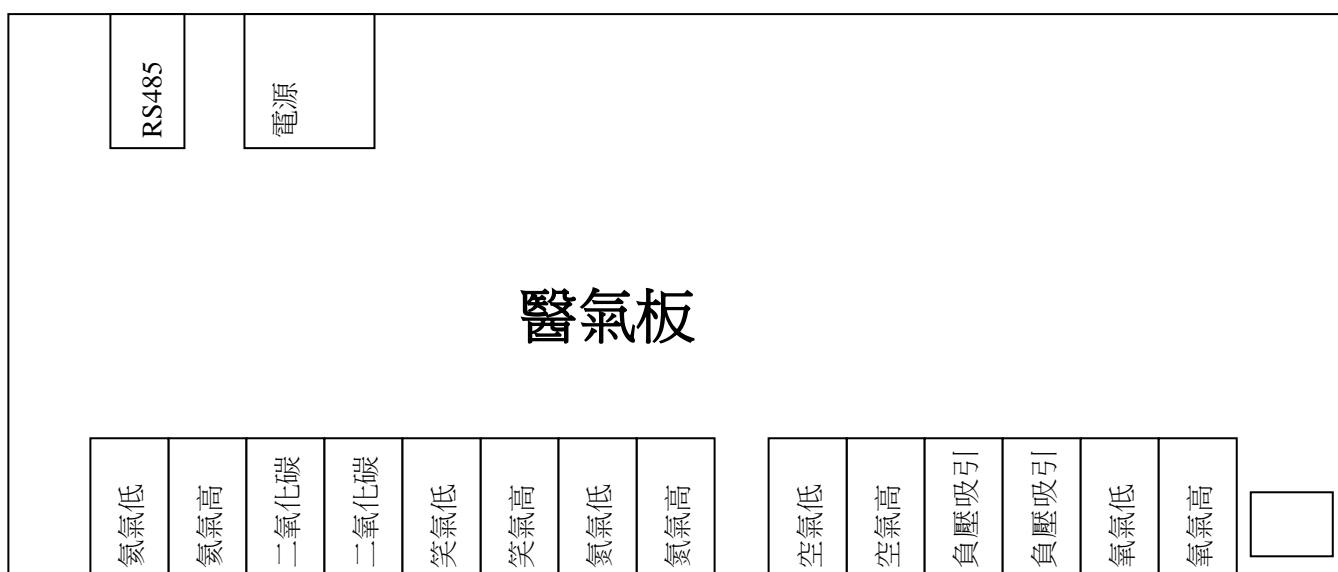 RS485
電源
醫氣板
氨氣低
氨氣高
二氧化碳
二氧化碳
笑氣低
笑氣高
氮氣低
氮氣高
空氣低
空氣高
負壓吸引
負壓吸引
氧氣低
氧氣高